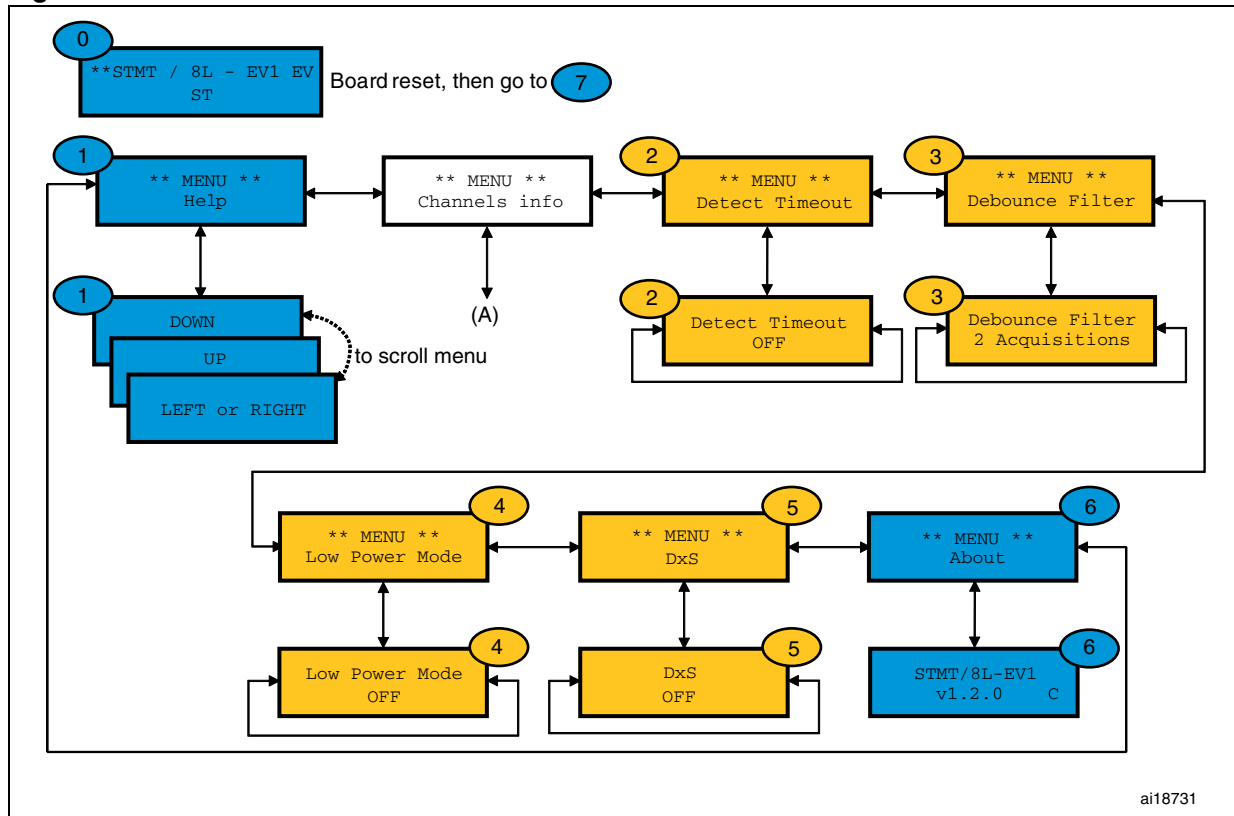 0
**STMT / 8L - EV1 EV
ST
Board reset, then go to 7
1
** MENU **
Help
** MENU **
Channels info
2
** MENU **
Detect Timeout
3
** MENU **
Debounce Filter
1
DOWN
UP
LEFT or RIGHT
to scroll menu
(A)
2
Detect Timeout
OFF
3
Debounce Filter
2 Acquisitions
4
** MENU **
Low Power Mode
5
** MENU **
DxS
6
** MENU **
About
4
Low Power Mode
OFF
5
DxS
OFF
6
STMT/8L-EV1
v1.2.0 C
ai18731